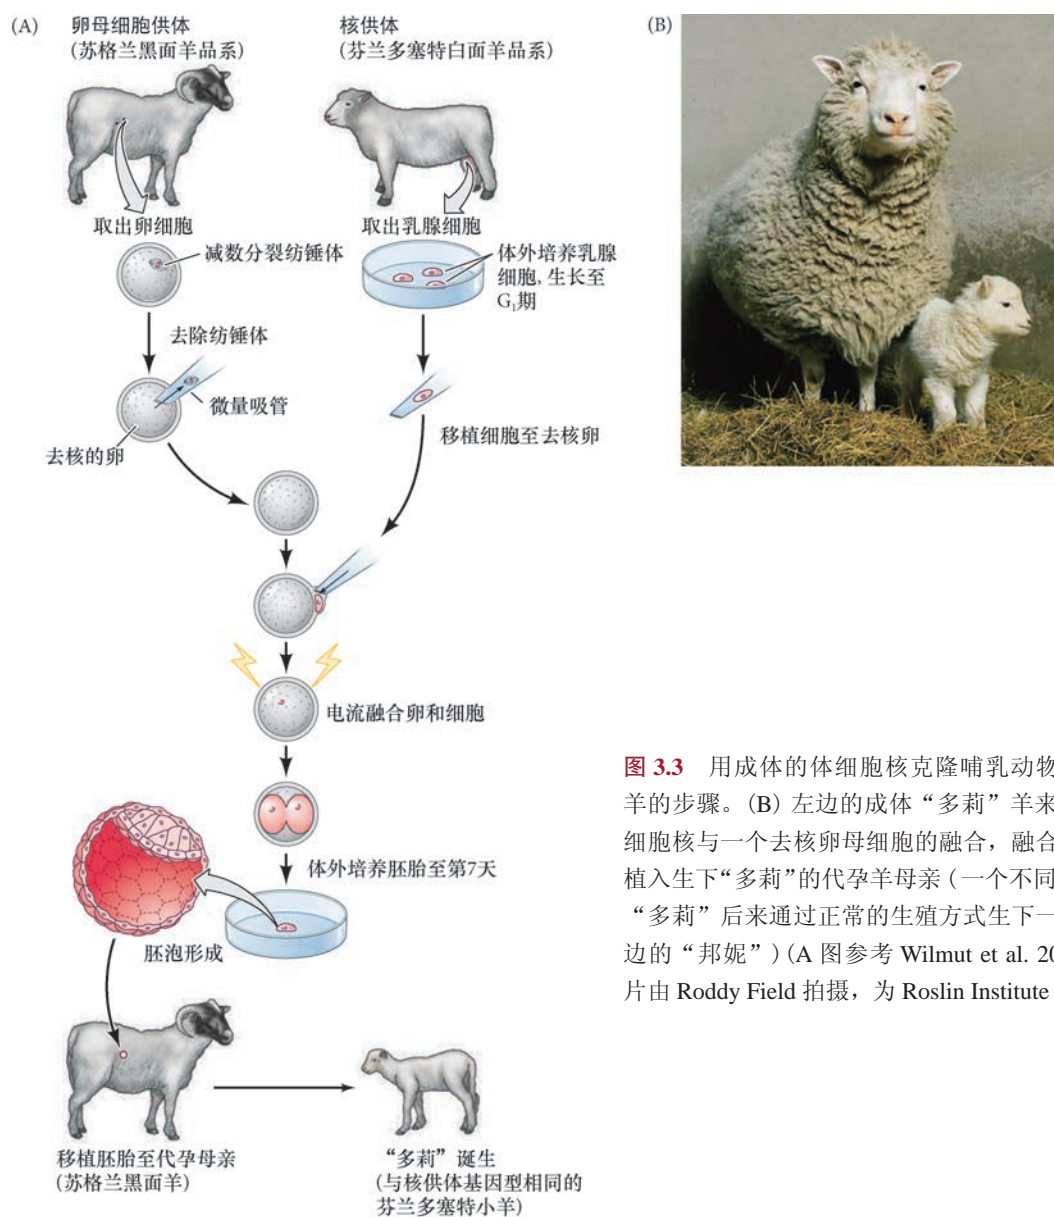 (A)
卵母细胞供体
(苏格兰黑面羊品系)
核供体
(芬兰多塞特白面羊品系)
(B)
取出卵细胞
减数分裂纺锤体
取出乳腺细胞
体外培养乳腺
细胞, 生长至
G₁期
去除纺锤体
微量吸管
去核的卵
移植细胞至去核卵
电流融合卵和细胞
体外培养胚胎至第7天
胚泡形成
移植胚胎至代孕母亲
(苏格兰黑面羊)
“多莉”诞生
(与核供体基因型相同的
芬兰多塞特小羊)
图 3.3 用成体的体细胞核克隆哺乳动物
羊的步骤。(B) 左边的成体“多莉”羊来
细胞核与一个去核卵母细胞的融合，融合
植入生下“多莉”的代孕羊母亲 (一个不同
“多莉”后来通过正常的生殖方式生下一
边的“邦妮”) (A 图参考 Wilmut et al. 20
片由 Roddy Field 拍摄，为 Roslin Institute